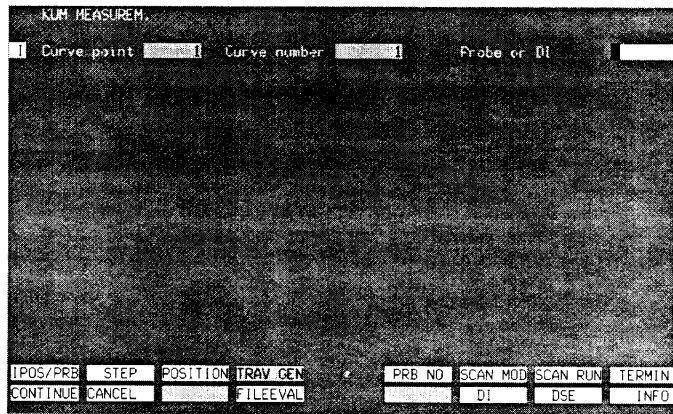 KUM MEASUREM.
1 Curve point 1 Curve number 1 Probe or DI
IPOS/PRB STEP POSITION TRAV GEN PRB NO SCAN MOD SCAN RUN TERMIN
CONTINUE CANCEL FILEEVAL DI DSE INFO